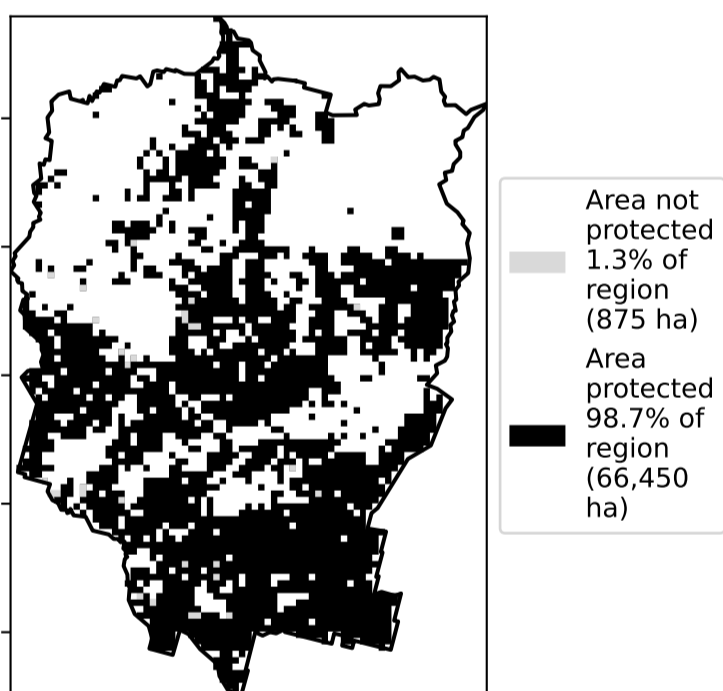 Area not
protected
1.3% of
region
(875 ha)
Area
protected
98.7% of
region
(66,450
ha)